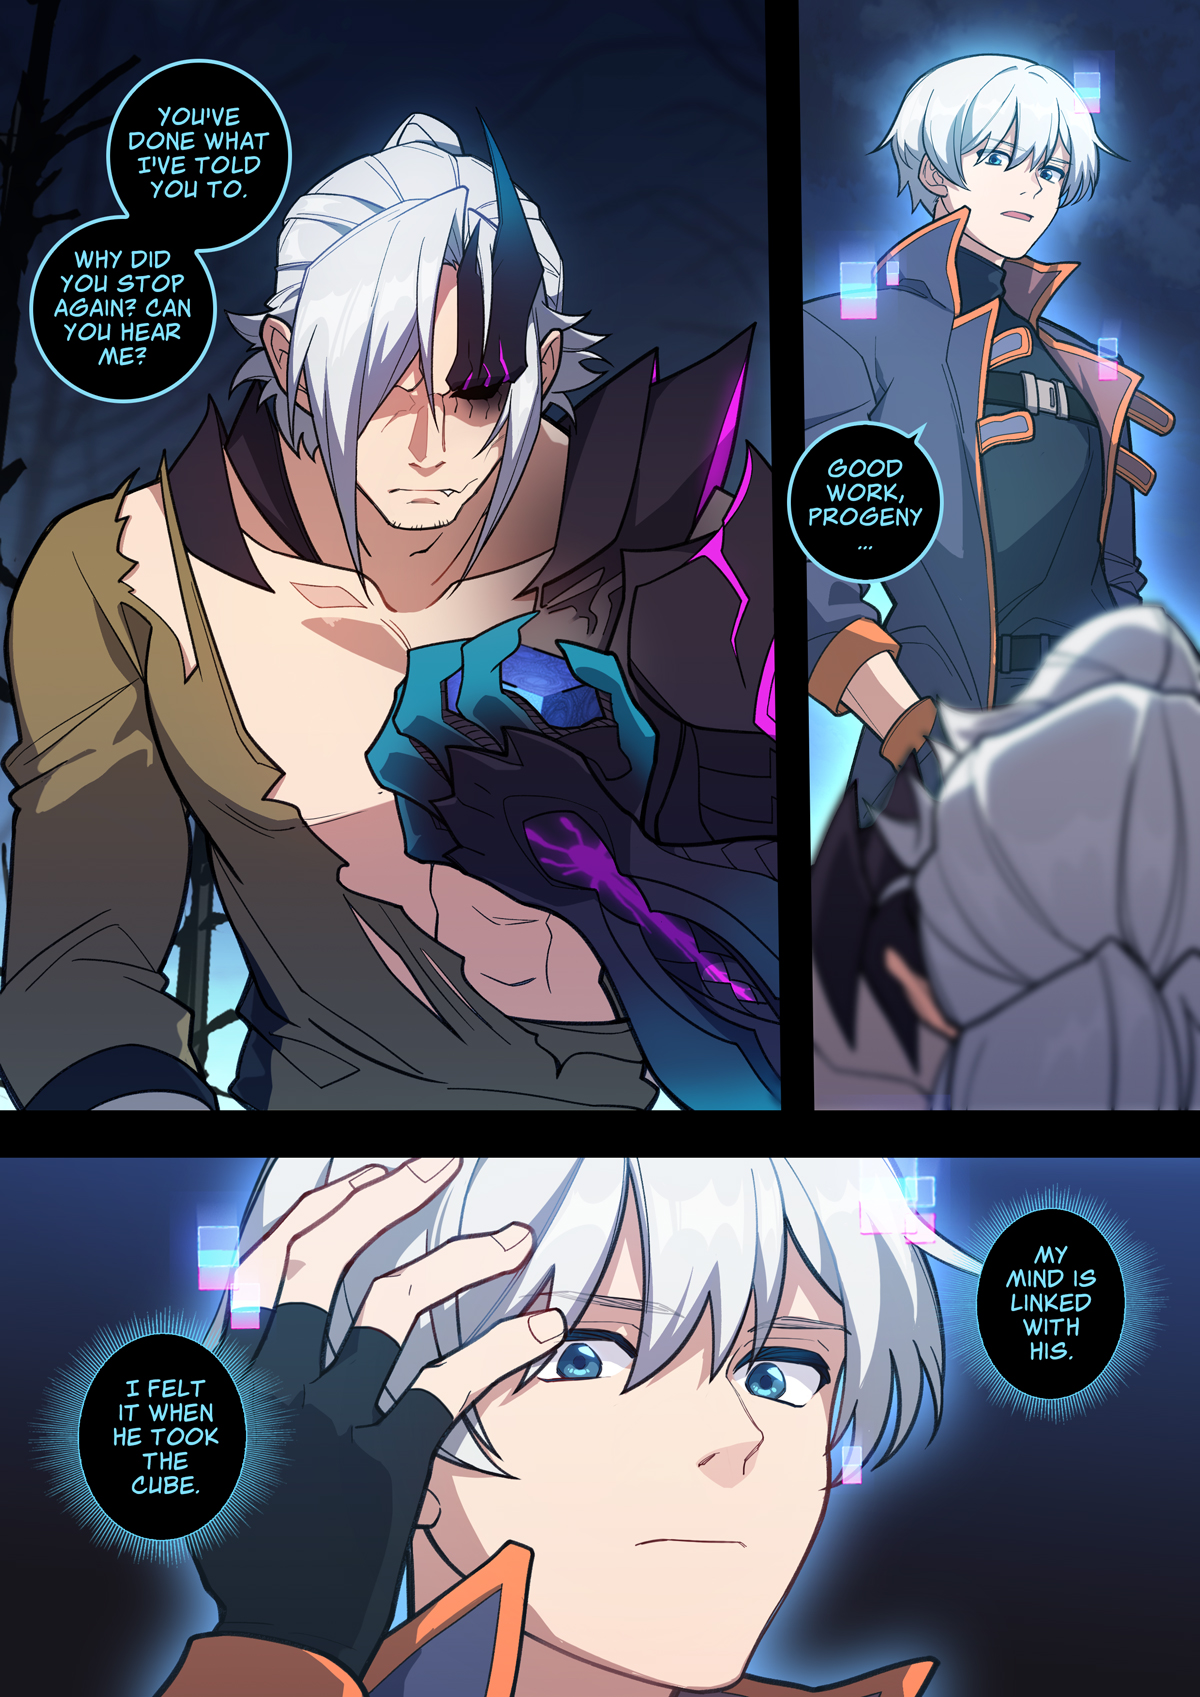 YOU'VE
DONE WHAT
I'VE TOLD
YOU TO.
WHY DID
YOU STOP
AGAIN? CAN
YOU HEAR
ME?
GOOD
WORK,
PROGENY
...
MY
MIND IS
LINKED
WITH
HIS.
I FELT
IT WHEN
HE TOOK
THE
CUBE.